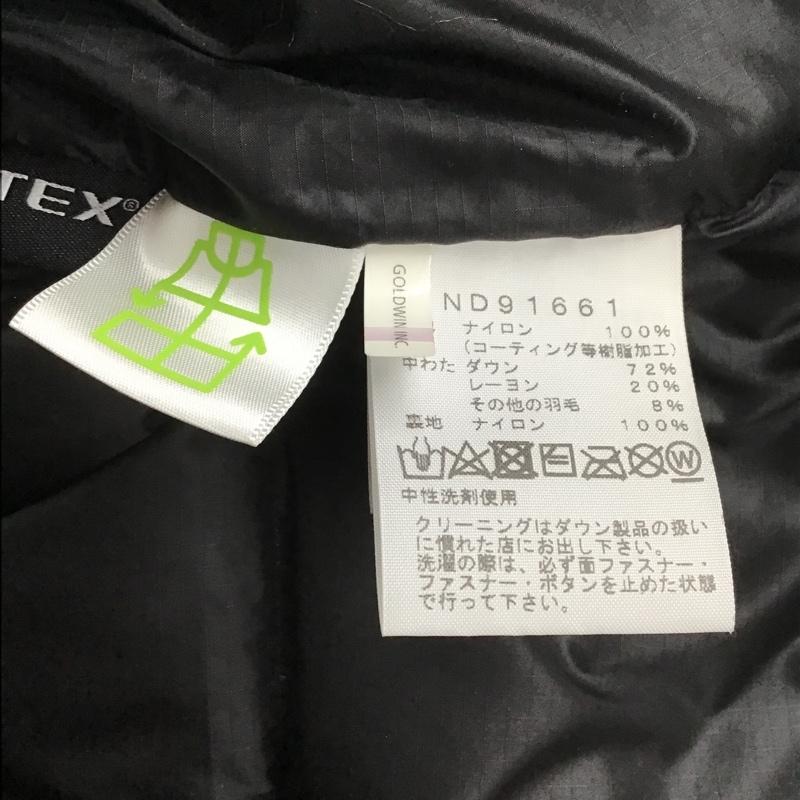 TEX®
GOLDWIN INC.
ND91661
ナイロン 100%
(コーティング等樹脂加工)
中わた ダウン 72%
レーヨン 20%
その他の羽毛 8%
裏地 ナイロン 100%
W
中性洗剤使用
クリーニングはダウン製品の扱い
に慣れた店にお出し下さい。
洗濯の際は、必ず面ファスナー・
ファスナー・ボタンを止めた状態
で行って下さい。